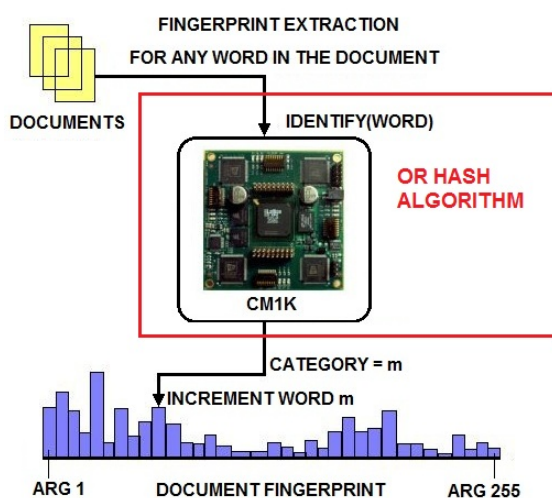 FINGERPRINT EXTRACTION
FOR ANY WORD IN THE DOCUMENT
DOCUMENTS
IDENTIFY(WORD)
OR HASH
ALGORITHM
CM1K
CATEGORY = m
INCREMENT WORD m
ARG 1
DOCUMENT FINGERPRINT
ARG 255